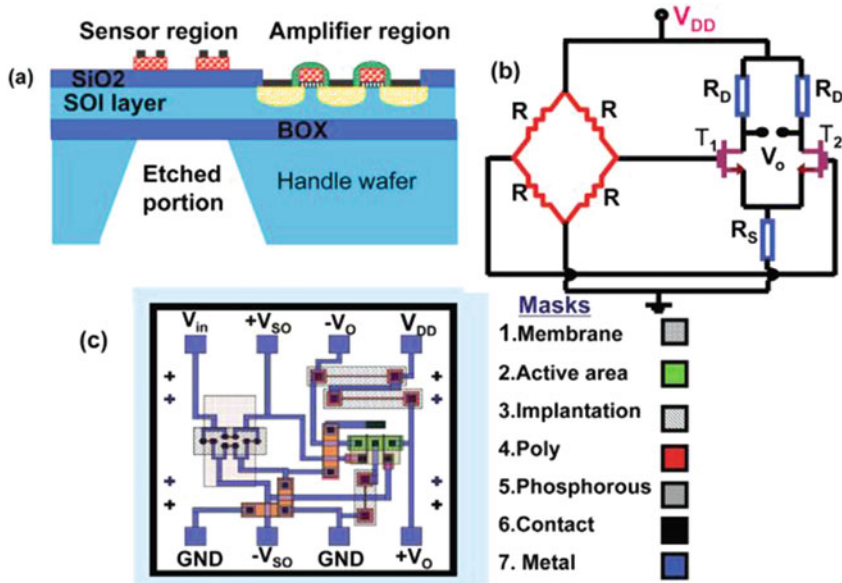 Sensor region Amplifier region
(a)
SiO2
SOI layer
BOX
Etched portion
Handle wafer
(b)
VDD
R R
R R
RD RD
T1 T2
Vo
RS
(c)
Vin +VSO -VO VDD
GND -VSO GND +VO
Masks
1.Membrane
2.Active area
3.Implantation
4.Poly
5.Phosphorous
6.Contact
7. Metal